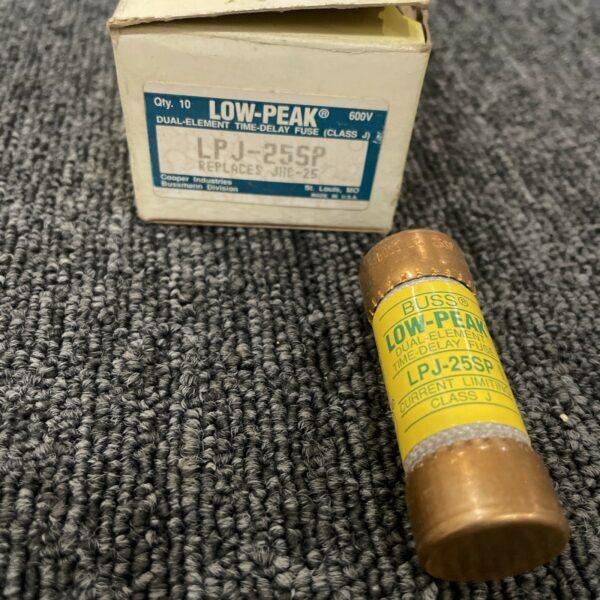 Qty. 10 LOW-PEAK® 600V
DUAL-ELEMENT TIME-DELAY FUSE (CLASS J)
LPJ-25SP
REPLACES JHC-25
Cooper Industries
Bussmann Division
St. Louis, MO
MADE IN U.S.A.
BUSS®
LOW-PEAK
DUAL-ELEMENT
TIME-DELAY FUSE
LPJ-25SP
CURRENT LIMITING
CLASS J